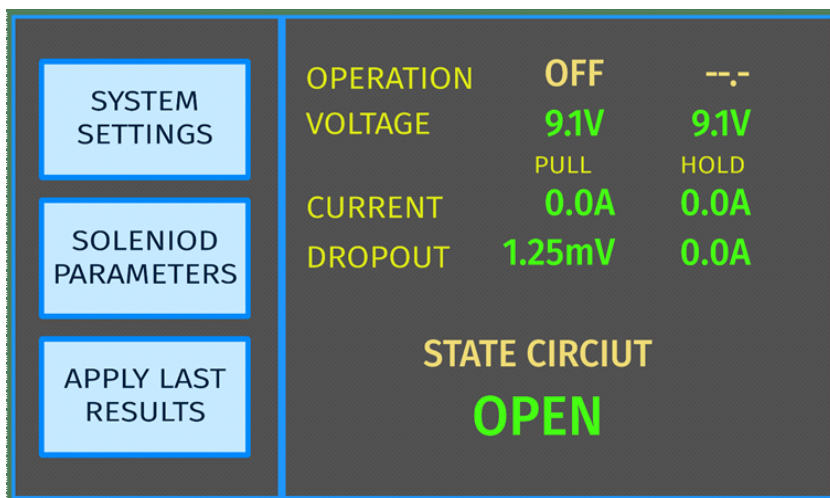 SYSTEM
SETTINGS
SOLENIOD
PARAMETERS
APPLY LAST
RESULTS
OPERATION OFF --.-
VOLTAGE 9.1V 9.1V
PULL HOLD
CURRENT 0.0A 0.0A
DROPOUT 1.25mV 0.0A
STATE CIRCIUT
OPEN